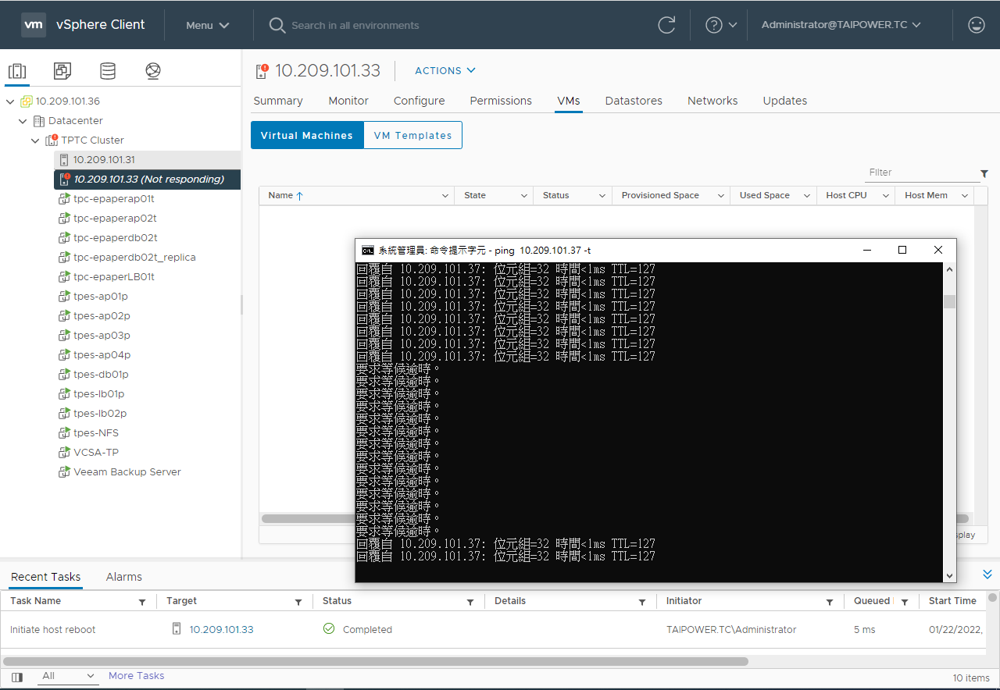 vm vSphere Client Menu Search in all environments Administrator@TAIPOWER.TC
10.209.101.36
Datacenter
TPTC Cluster
10.209.101.31
10.209.101.33 (Not responding)
tpc-epaperap01t
tpc-epaperap02t
tpc-epaperdb02t
tpc-epaperdb02t_replica
tpc-epaperLB01t
tpes-ap01p
tpes-ap02p
tpes-ap03p
tpes-ap04p
tpes-db01p
tpes-lb01p
tpes-lb02p
tpes-NFS
VCSA-TP
Veeam Backup Server
10.209.101.33 ACTIONS
Summary Monitor Configure Permissions VMs Datastores Networks Updates
Virtual Machines VM Templates
Filter
Name State Status Provisioned Space Used Space Host CPU Host Mem
系統管理員: 命令提示字元 - ping 10.209.101.37 -t
回覆自 10.209.101.37: 位元組=32 時間<1ms TTL=127
回覆自 10.209.101.37: 位元組=32 時間<1ms TTL=127
回覆自 10.209.101.37: 位元組=32 時間<1ms TTL=127
回覆自 10.209.101.37: 位元組=32 時間<1ms TTL=127
回覆自 10.209.101.37: 位元組=32 時間<1ms TTL=127
回覆自 10.209.101.37: 位元組=32 時間<1ms TTL=127
回覆自 10.209.101.37: 位元組=32 時間<1ms TTL=127
回覆自 10.209.101.37: 位元組=32 時間<1ms TTL=127
要求等候逾時。
要求等候逾時。
要求等候逾時。
要求等候逾時。
要求等候逾時。
要求等候逾時。
要求等候逾時。
要求等候逾時。
要求等候逾時。
要求等候逾時。
要求等候逾時。
要求等候逾時。
要求等候逾時。
要求等候逾時。
回覆自 10.209.101.37: 位元組=32 時間<1ms TTL=127
回覆自 10.209.101.37: 位元組=32 時間<1ms TTL=127
Recent Tasks Alarms
Task Name Target Status Details Initiator Queued Start Time
Initiate host reboot 10.209.101.33 Completed TAIPOWER.TC\Administrator 5 ms 01/22/2022,
All More Tasks 10 items